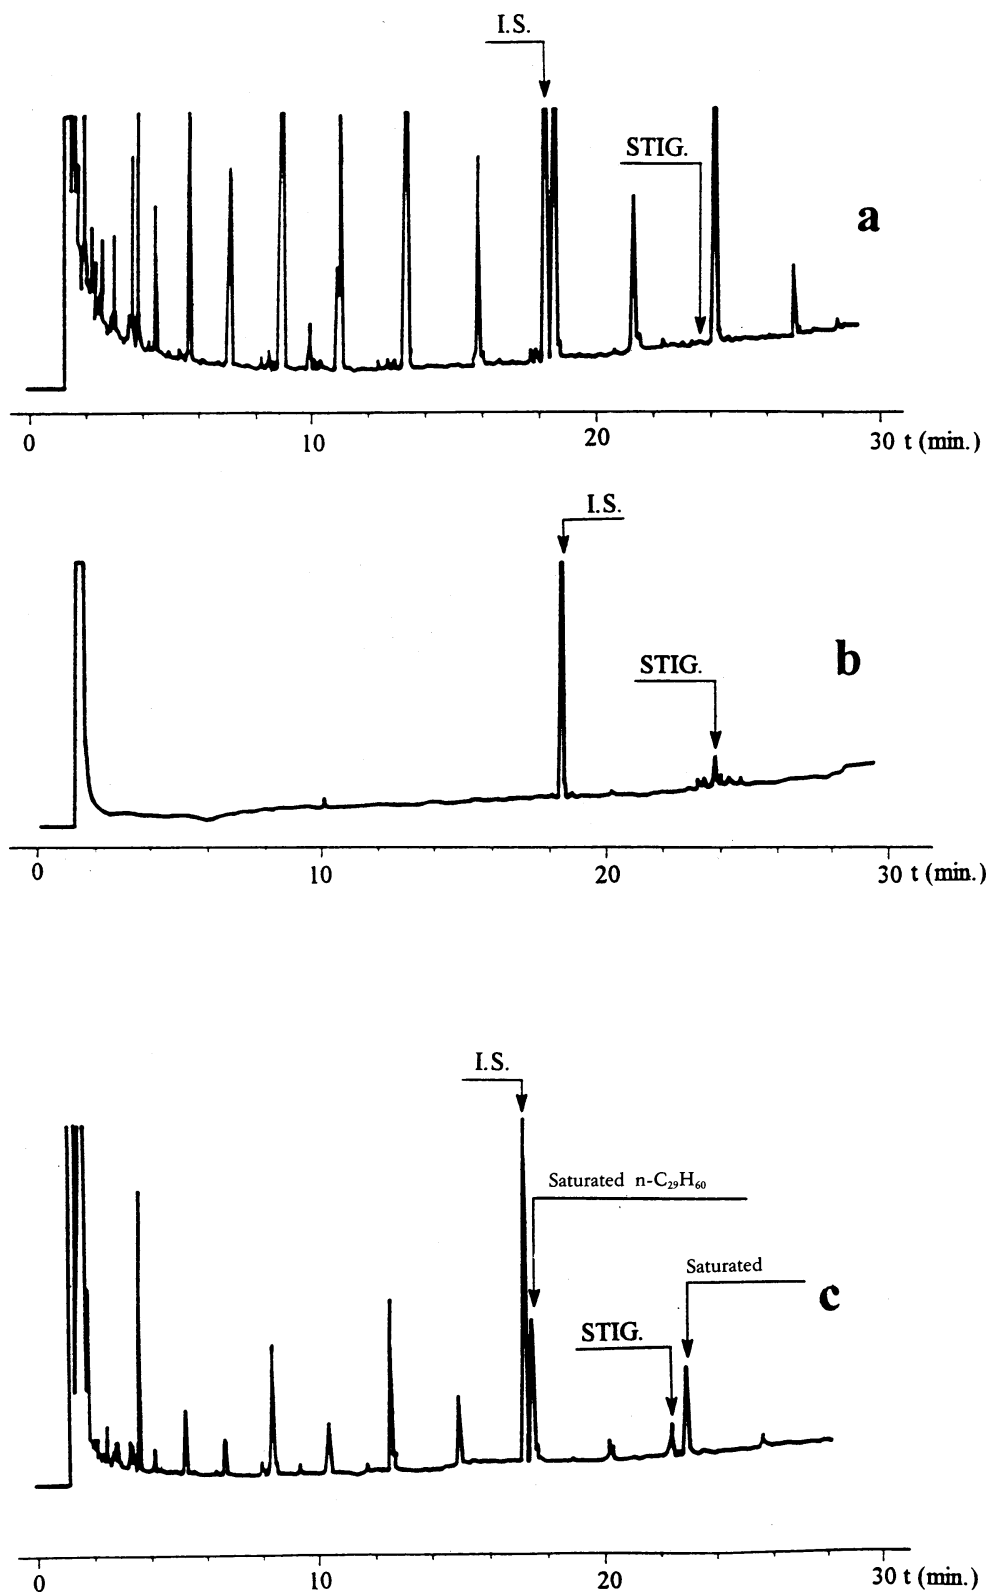 I.S.
STIG.
a
0 10 20 30 t (min.)
I.S.
STIG.
b
0 10 20 30 t (min.)
I.S.
Saturated n-C₂₉H₆₀
Saturated
c
STIG.
0 10 20 30 t (min.)